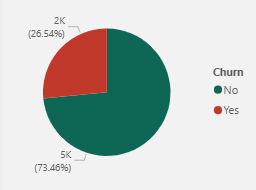 2K
(26.54%)
Churn
No
Yes
5K
(73.46%)